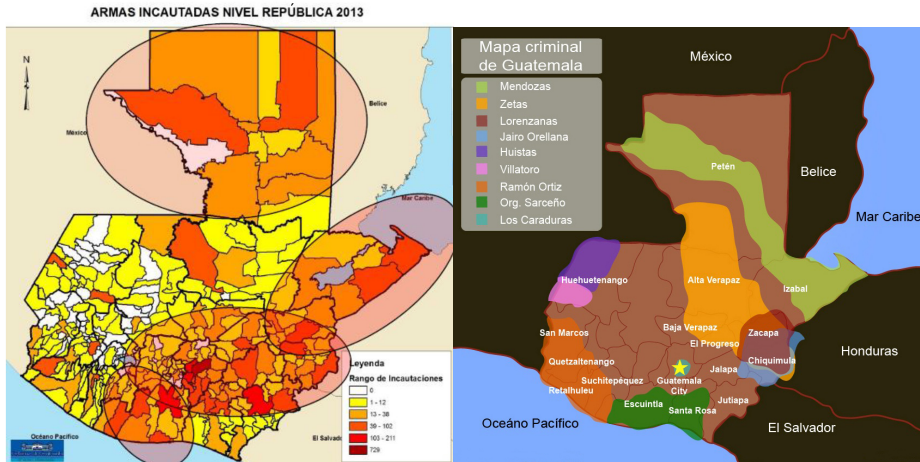 ARMAS INCAUTADAS NIVEL REPÚBLICA 2013
N
México
Belice
Mar Caribe
Leyenda
Rango de Incautaciones
0
1 - 12
13 - 38
39 - 102
103 - 211
729
Océano Pacífico
El Salvador
Mapa criminal
de Guatemala
Mendozas
Zetas
Lorenzanas
Jairo Orellana
Huistas
Villatoro
Ramón Ortiz
Org. Sarceño
Los Caraduras
México
Petén
Belice
Mar Caribe
Huehuetenango
Alta Verapaz
Izabal
San Marcos
Baja Verapaz
Zacapa
El Progreso
Honduras
Quetzaltenango
Chiquimula
Jalapa
Suchitepéquez
Guatemala
City
Retalhuleu
Escuintla
Santa Rosa
Jutiapa
Oceáno Pacífico
El Salvador